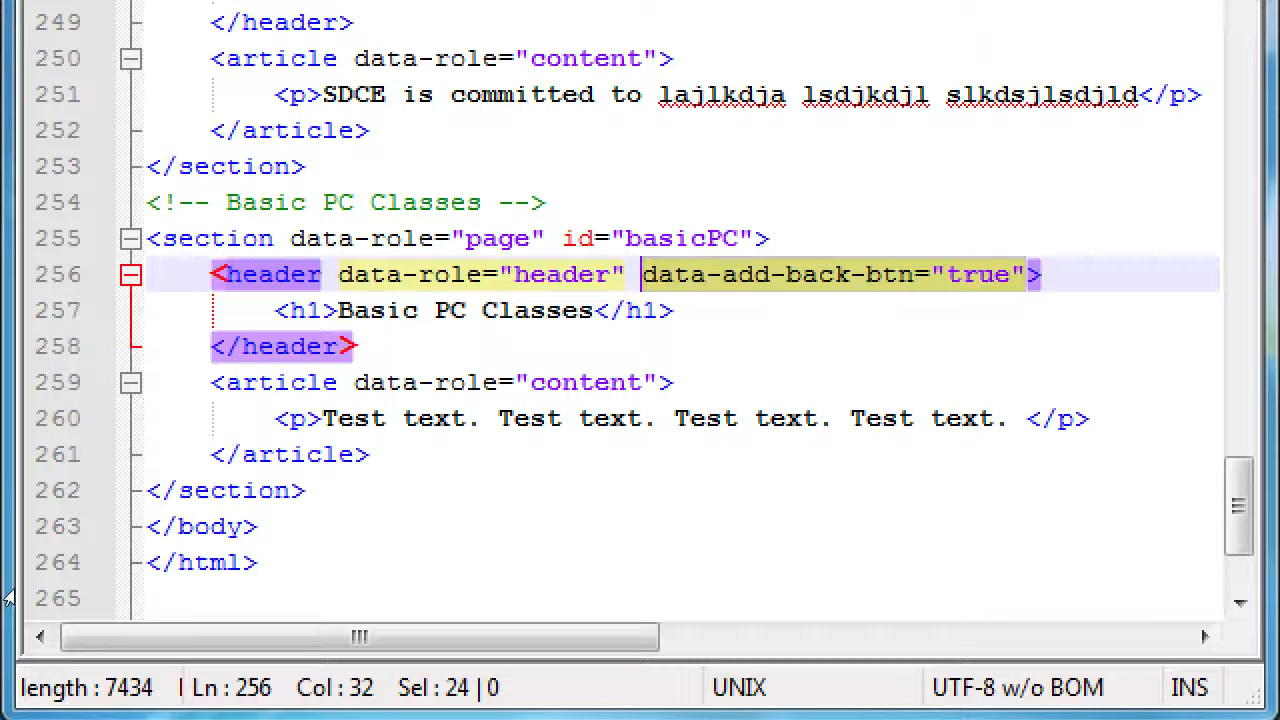 249 </header>
250 <article data-role="content">
251 <p>SDCE is committed to lajlkdja lsdjkdjl slkdsjlsdjld</p>
252 </article>
253 </section>
254 <!-- Basic PC Classes -->
255 <section data-role="page" id="basicPC">
256 <header data-role="header" data-add-back-btn="true">
257 <h1>Basic PC Classes</h1>
258 </header>
259 <article data-role="content">
260 <p>Test text. Test text. Test text. Test text. </p>
261 </article>
262 </section>
263 </body>
264 </html>
265
length : 7434 Ln : 256 Col : 32 Sel : 24 | 0 UNIX UTF-8 w/o BOM INS